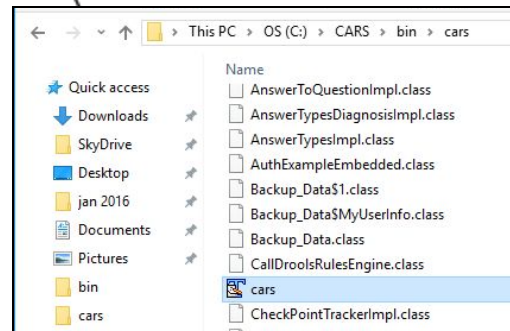 This PC > OS (C:) > CARS > bin > cars
Name
Quick access
Downloads
SkyDrive
Desktop
jan 2016
Documents
Pictures
bin
cars
AnswerToQuestionImpl.class
AnswerTypesDiagnosisImpl.class
AnswerTypesImpl.class
AuthExampleEmbedded.class
Backup_Data$1.class
Backup_Data$MyUserInfo.class
Backup_Data.class
CallDroolsRulesEngine.class
cars
CheckPointTrackerImpl.class